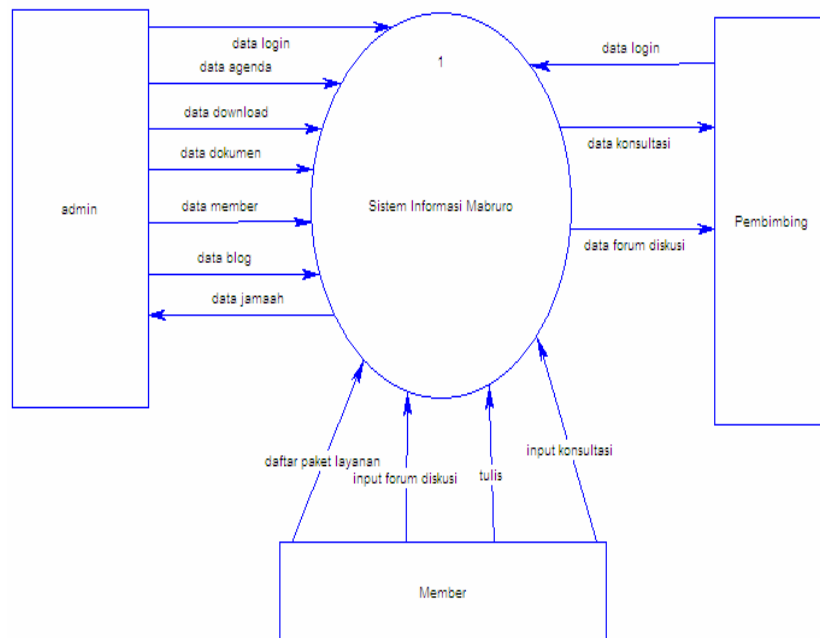 data login
data agenda
data download
data dokumen
data member
data blog
data jamaah
admin
1
Sistem Informasi Mabruro
data login
data konsultasi
data forum diskusi
Pembimbing
daftar paket layanan
input forum diskusi
tulis
input konsultasi
Member